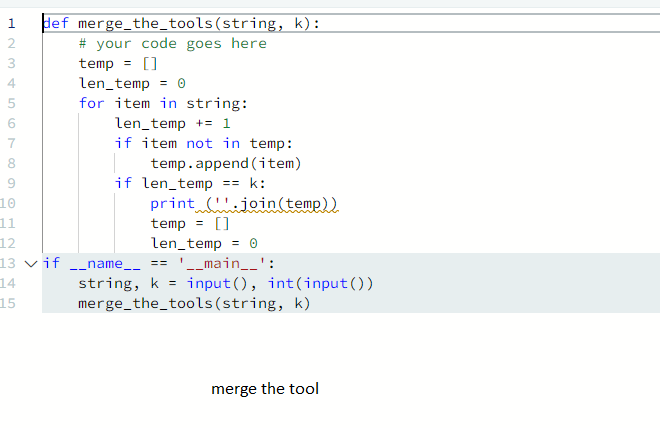 1 def merge_the_tools(string, k):
2     # your code goes here
3     temp = []
4     len_temp = 0
5     for item in string:
6         len_temp += 1
7         if item not in temp:
8             temp.append(item)
9         if len_temp == k:
10             print (''.join(temp))
11             temp = []
12             len_temp = 0
13 if __name__ == '__main__':
14     string, k = input(), int(input())
15     merge_the_tools(string, k)
merge the tool